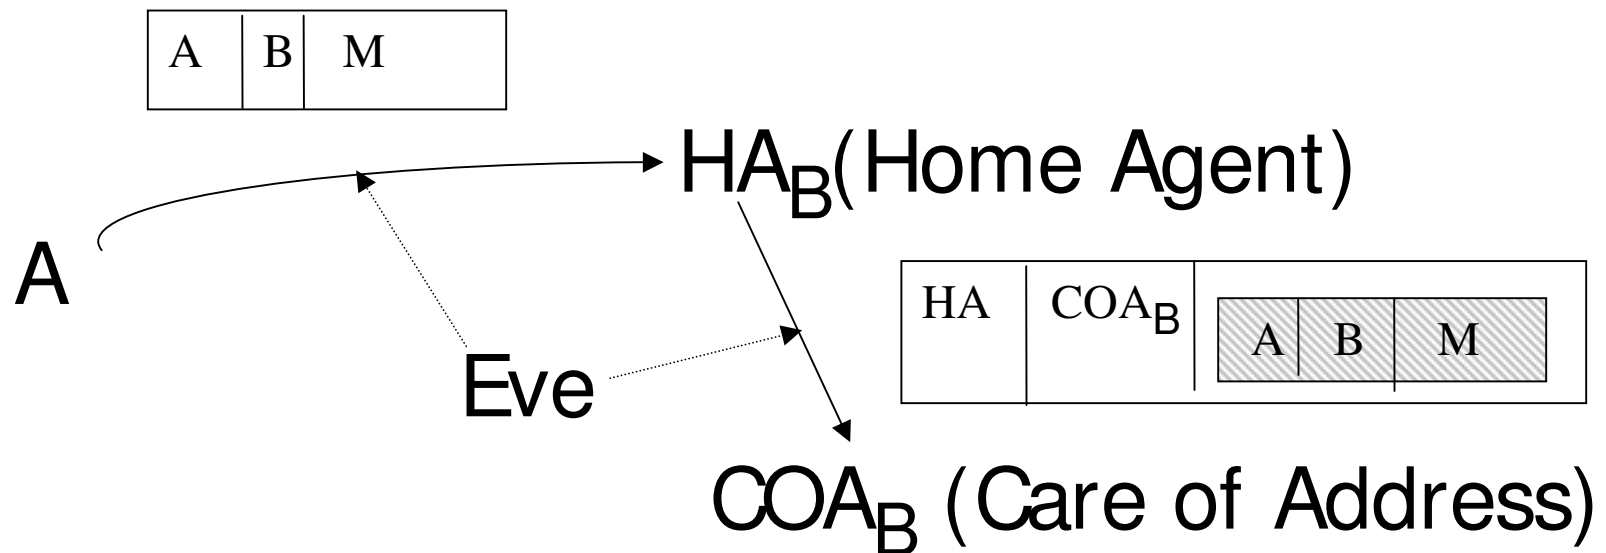 A B M
HA_B(Home Agent)
A
HA COA_B A B M
Eve
COA_B (Care of Address)